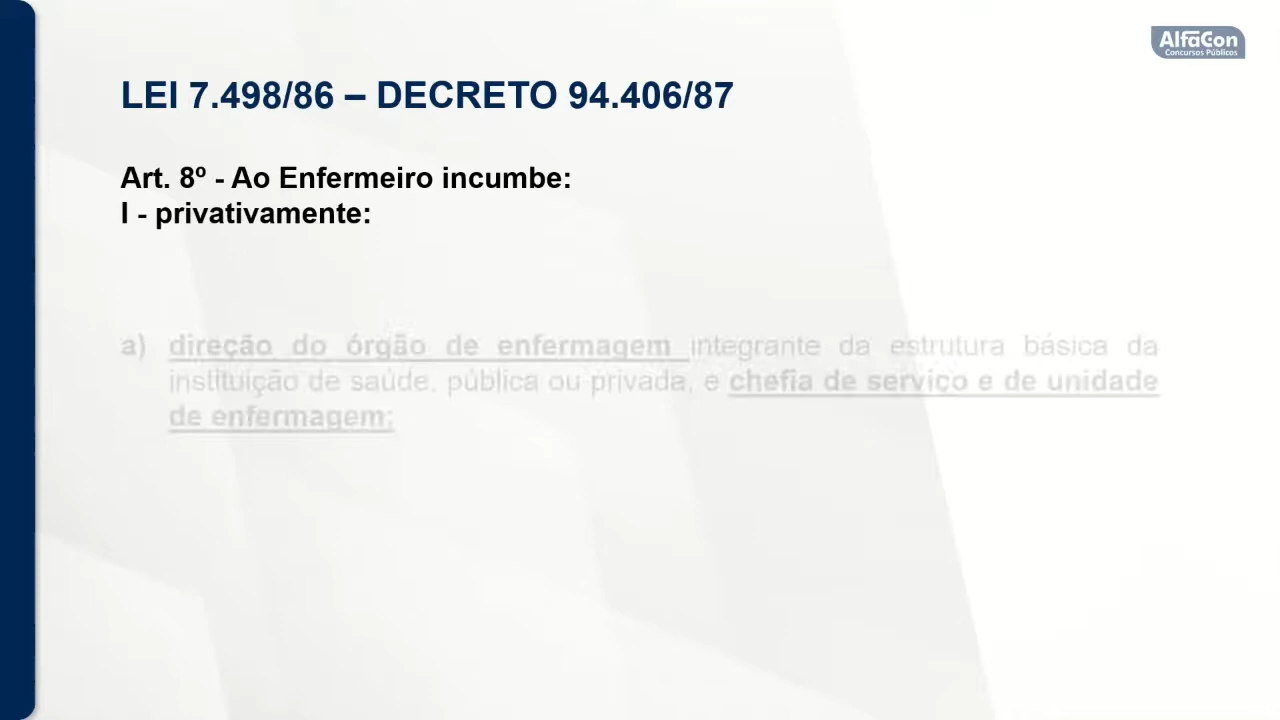 AlfaCon
Concursos Públicos
LEI 7.498/86 – DECRETO 94.406/87
Art. 8º - Ao Enfermeiro incumbe:
I - privativamente:
a) direção do órgão de enfermagem integrante da estrutura básica da
instituição de saúde, pública ou privada, e chefia de serviço e de unidade
de enfermagem;